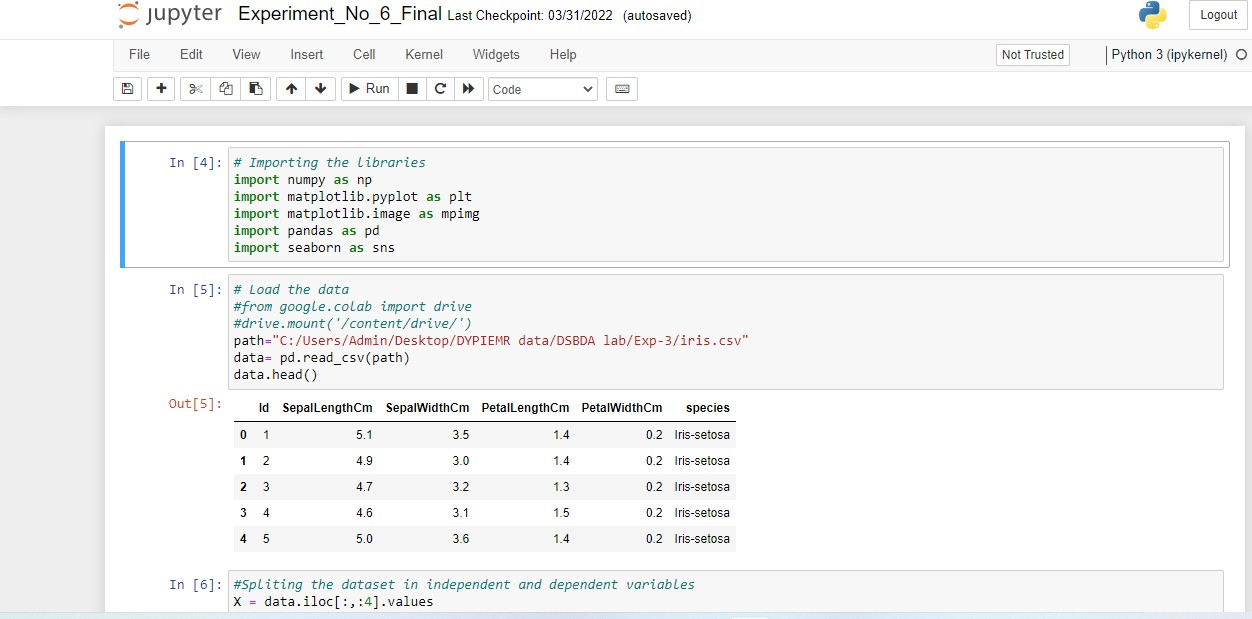 jupyter Experiment_No_6_Final Last Checkpoint: 03/31/2022 (autosaved) Logout
File Edit View Insert Cell Kernel Widgets Help Not Trusted Python 3 (ipykernel)
Run Code
In [4]: # Importing the libraries
import numpy as np
import matplotlib.pyplot as plt
import matplotlib.image as mpimg
import pandas as pd
import seaborn as sns
In [5]: # Load the data
#from google.colab import drive
#drive.mount('/content/drive/')
path="C:/Users/Admin/Desktop/DYPIEMR data/DSBDA lab/Exp-3/iris.csv"
data= pd.read_csv(path)
data.head()
Out[5]: Id SepalLengthCm SepalWidthCm PetalLengthCm PetalWidthCm species
0 1 5.1 3.5 1.4 0.2 Iris-setosa
1 2 4.9 3.0 1.4 0.2 Iris-setosa
2 3 4.7 3.2 1.3 0.2 Iris-setosa
3 4 4.6 3.1 1.5 0.2 Iris-setosa
4 5 5.0 3.6 1.4 0.2 Iris-setosa
In [6]: #Spliting the dataset in independent and dependent variables
X = data.iloc[:,:4].values